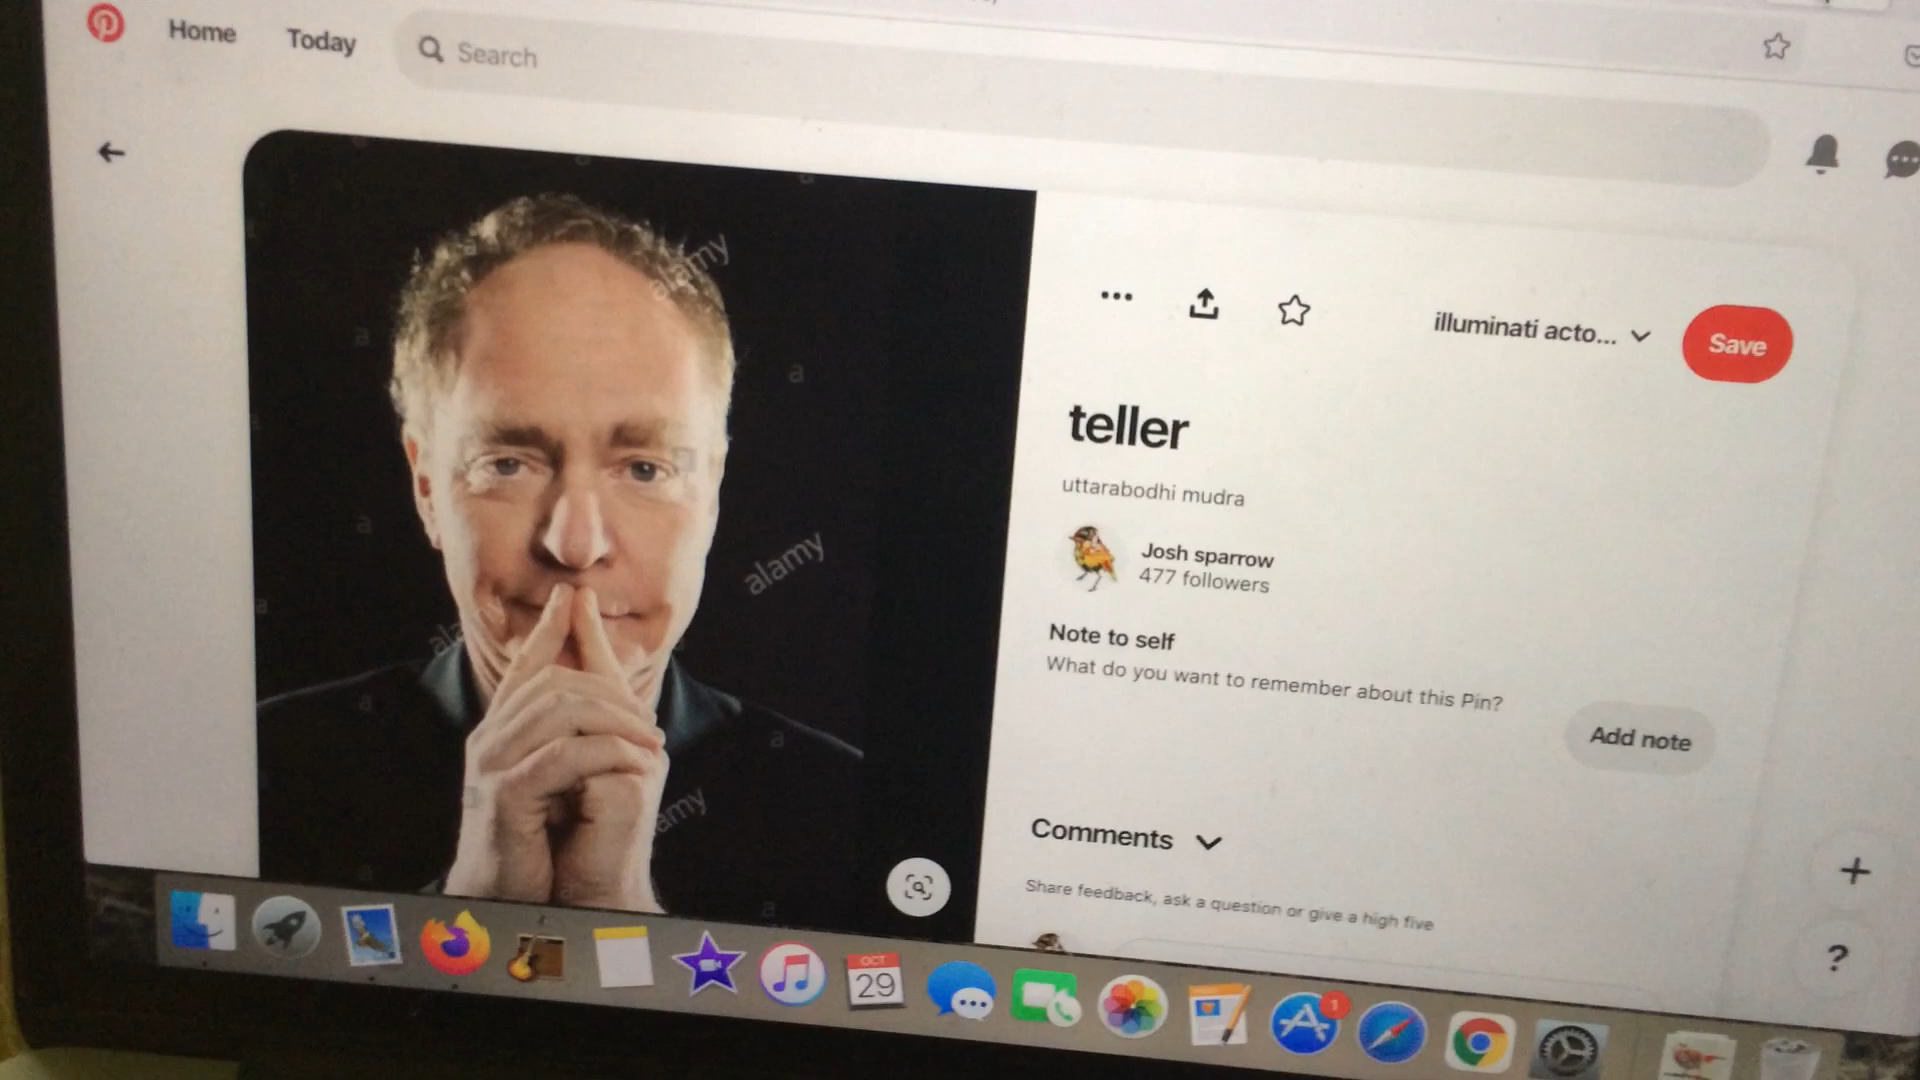 Home Today Search
illuminati acto... Save
teller
uttarabodhi mudra
Josh sparrow
477 followers
Note to self
What do you want to remember about this Pin?
Add note
Comments
Share feedback, ask a question or give a high five
alamy
alamy
OCT
29
1
?